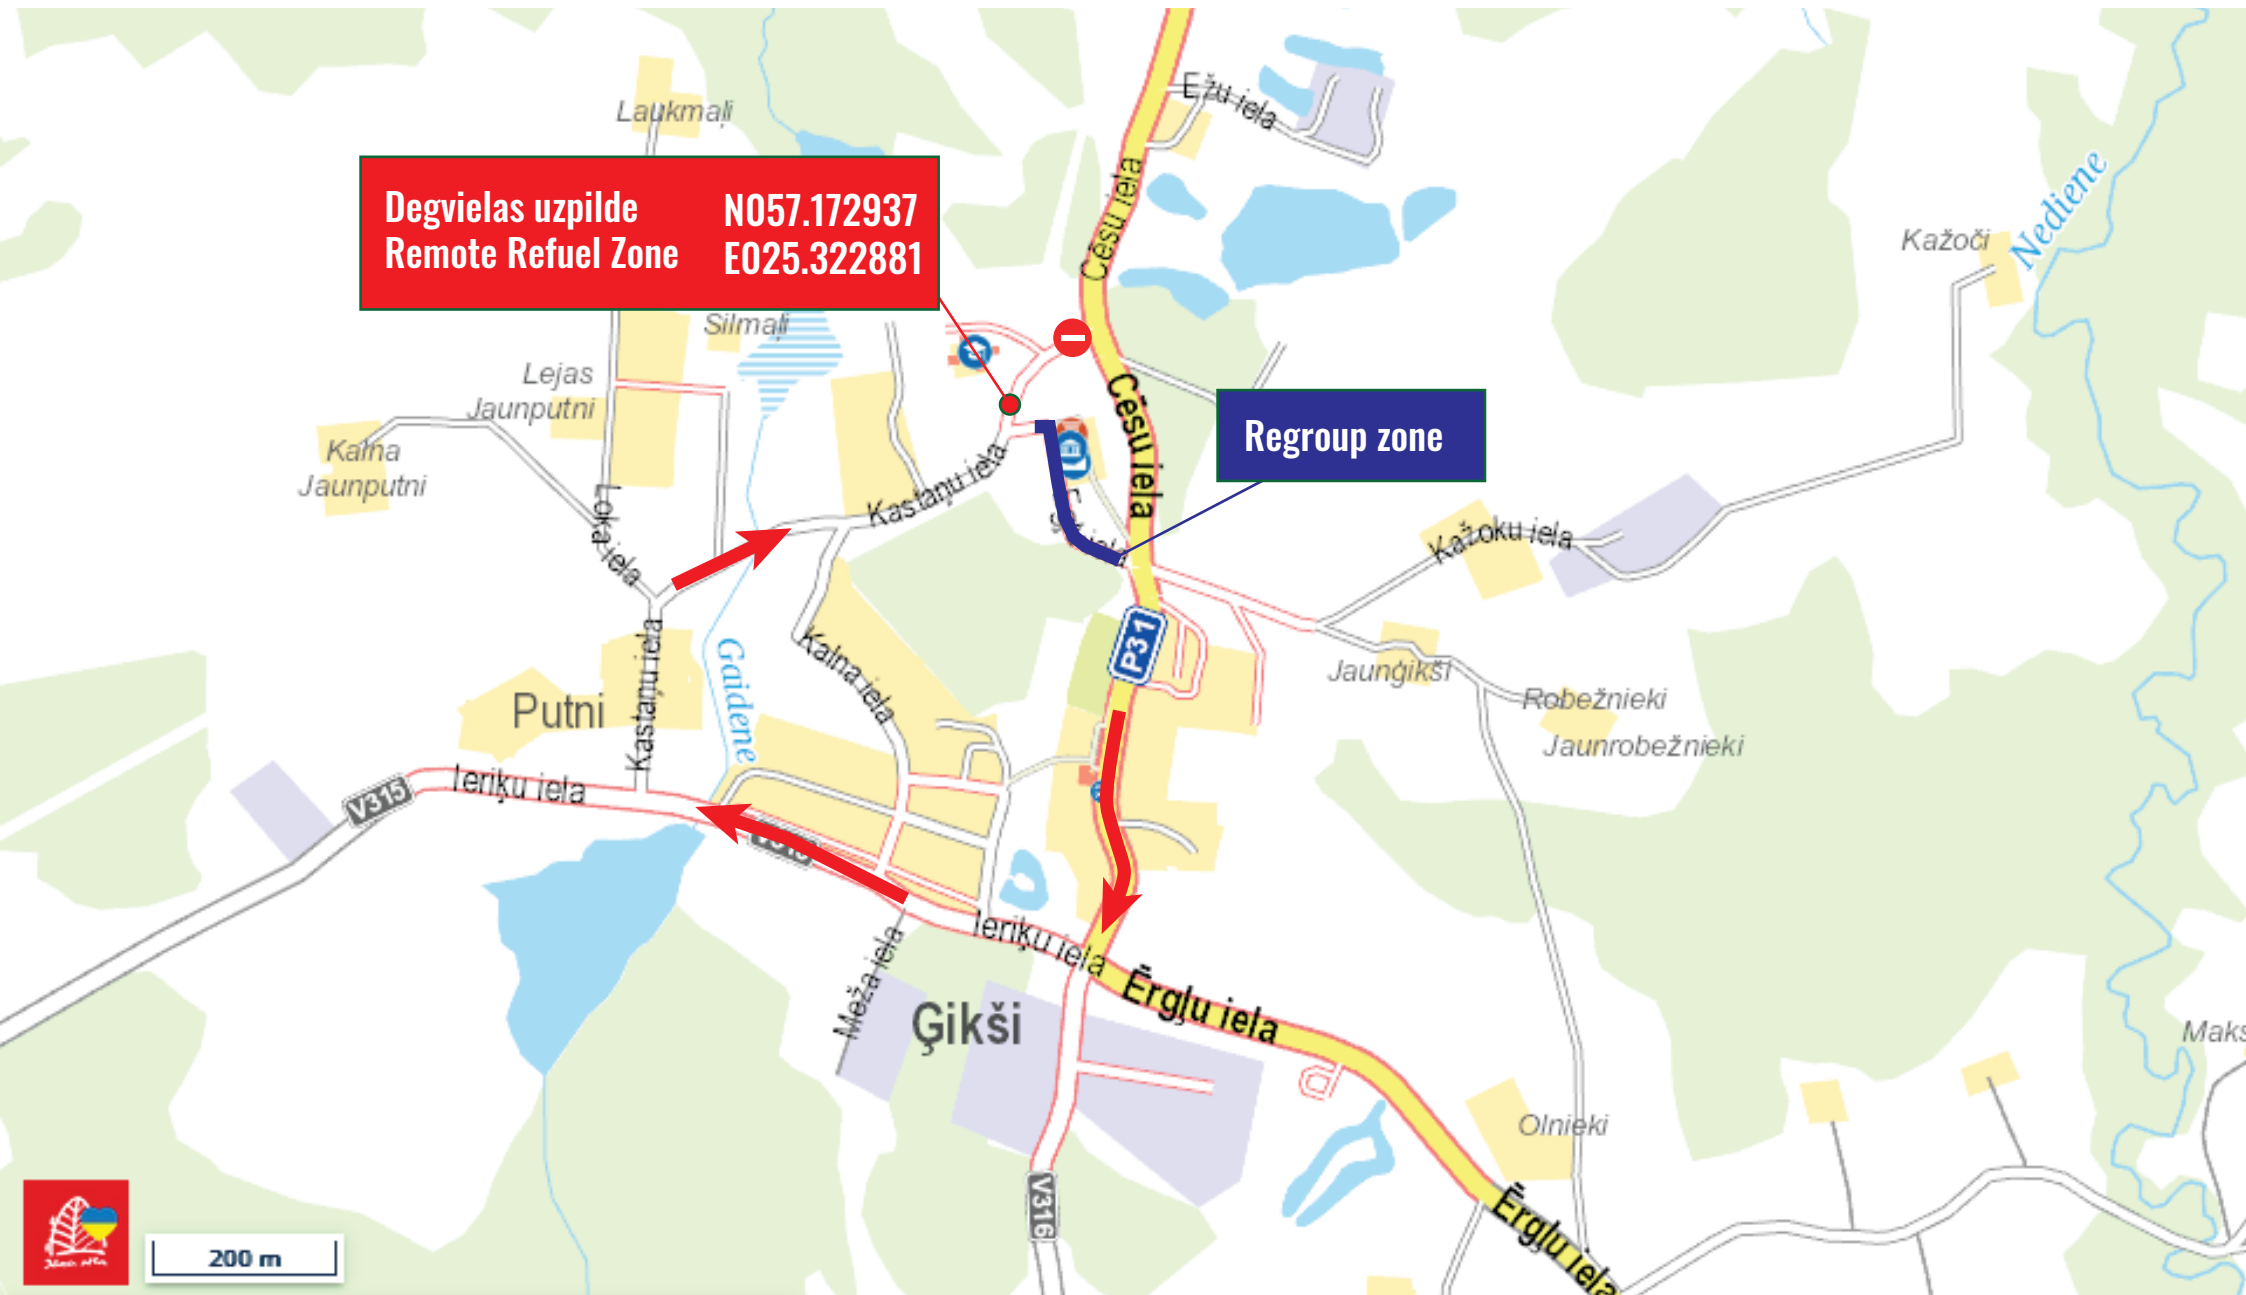 Ežu iela
Laukmaļi
Cēsu iela
Degvielas uzpilde
Remote Refuel Zone
N057.172937
E025.322881
Nediene
Kažoči
Silmaļi
Lejas
Jaunputni
Cēsu iela
Regroup zone
Kalna
Jaunputni
Kastaņu iela
Loka iela
Kažoku iela
Kastaņu iela
P31
Kalna iela
Gaidene
Putni
Jaunģikši
Robežnieki
Jaunrobežnieki
Ieriķu iela
V315
Ieriķu iela
Meža iela
Ērgļu iela
Ģikši
Maks
Olnieki
V316
Ērgļu iela
200 m